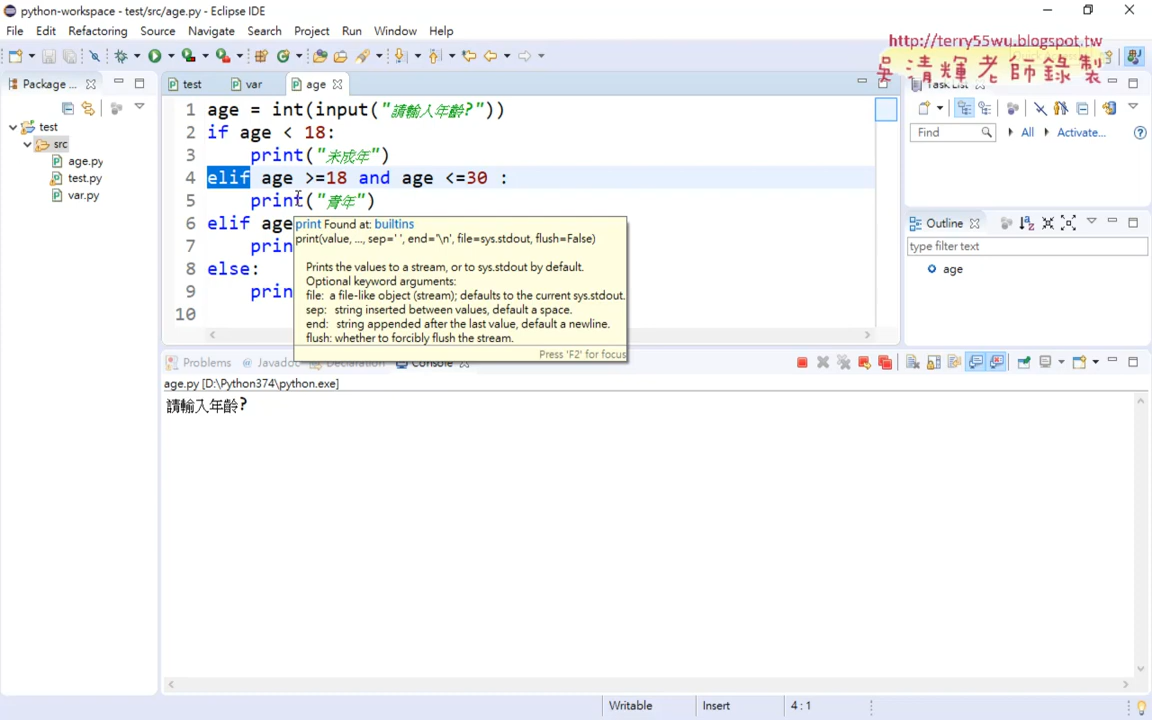 python-workspace - test/src/age.py - Eclipse IDE
File Edit Refactoring Source Refactoring Navigate Search Project Run Window Help
http://terry55wu.blogspot.tw
吳清輝老師錄製
Package ...
test
var
age
Task List
Find
All
Activate...
test
src
age.py
test.py
var.py
1 age = int(input("請輸入年齡?"))
2 if age < 18:
3 print("未成年")
4 elif age >=18 and age <=30 :
5 print("青年")
6 elif age
7 prin
8 else:
9 prin
10
print Found at: builtins
print(value, ..., sep=' ', end='\n', file=sys.stdout, flush=False)
Prints the values to a stream, or to sys.stdout by default.
Optional keyword arguments:
file: a file-like object (stream); defaults to the current sys.stdout.
sep: string inserted between values, default a space.
end: string appended after the last value, default a newline.
flush: whether to forcibly flush the stream.
Press 'F2' for focus
Outline
type filter text
age
Problems
Javadoc
Declaration
Console
age.py [D:\Python374\python.exe]
請輸入年齡?
Writable
Insert
4 : 1